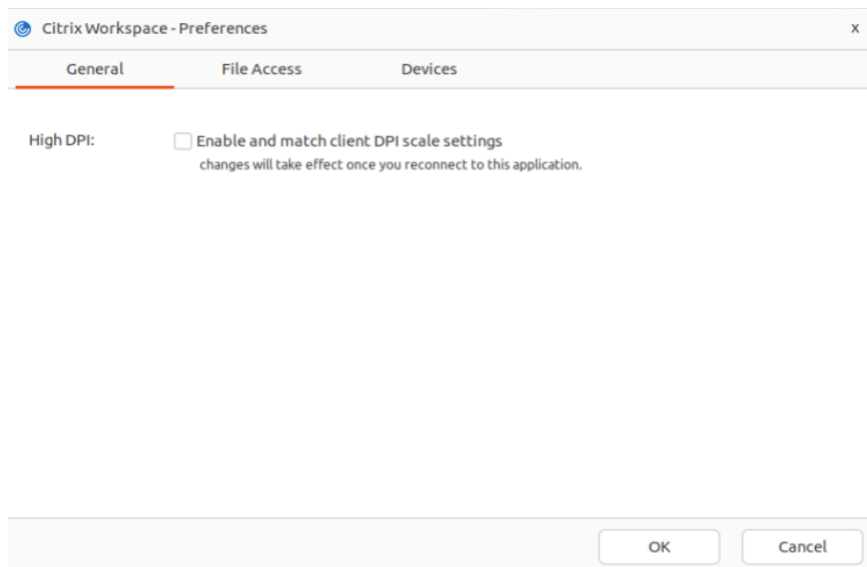 Citrix Workspace - Preferences x
General File Access Devices
High DPI: Enable and match client DPI scale settings
changes will take effect once you reconnect to this application.
OK Cancel